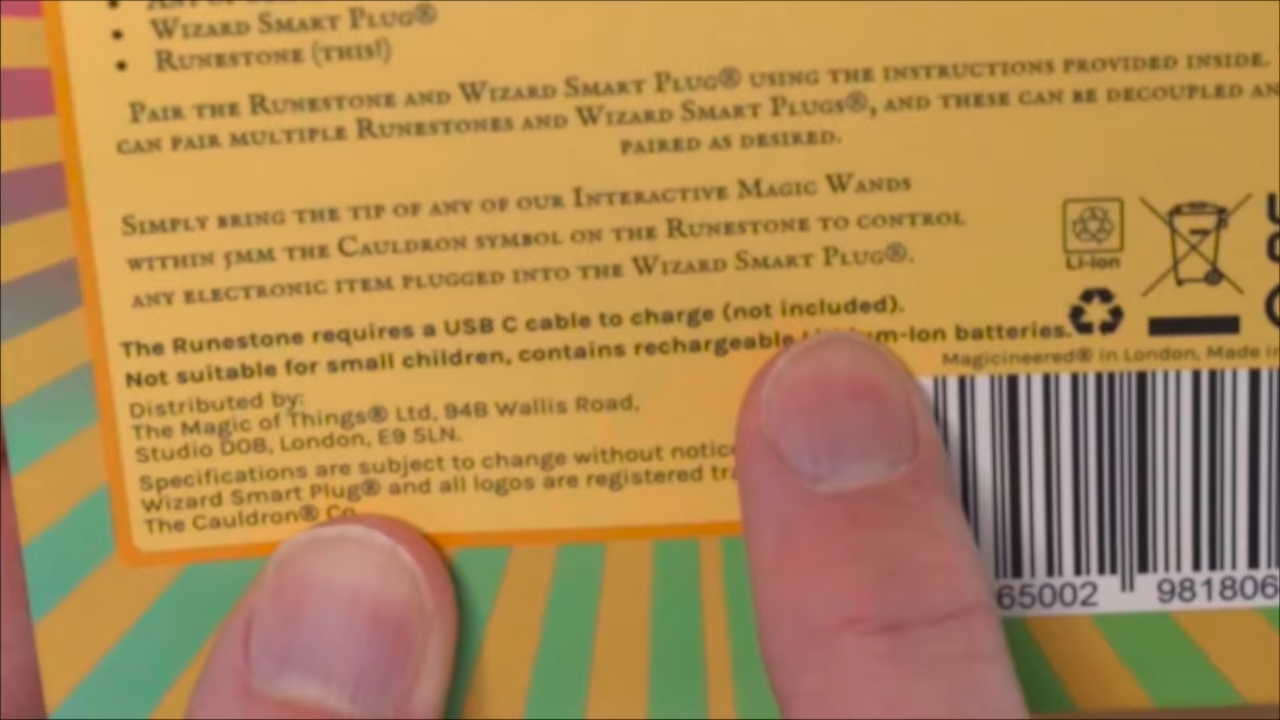 WIZARD SMART PLUG®
RUNESTONE (THIS!)
PAIR THE RUNESTONE AND WIZARD SMART PLUG® USING THE INSTRUCTIONS PROVIDED INSIDE.
CAN PAIR MULTIPLE RUNESTONES AND WIZARD SMART PLUGS®, AND THESE CAN BE DECOUPLED
PAIRED AS DESIRED.
SIMPLY BRING THE TIP OF ANY OF OUR INTERACTIVE MAGIC WANDS
WITHIN 5MM THE CAULDRON SYMBOL ON THE RUNESTONE TO CONTROL
ANY ELECTRONIC ITEM PLUGGED INTO THE WIZARD SMART PLUG®.
Li-ion
The Runestone requires a USB C cable to charge (not included).
Not suitable for small children, contains rechargeable -Ion batteries.
Magicineered® in London, Made
Distributed by:
The Magic of Things® Ltd, 94B Wallis Road,
Studio D08, London, E9 5LN.
Specifications are subject to change without notice
Wizard Smart Plug® and all logos are registered
The Cauldron® Co
65002 981806